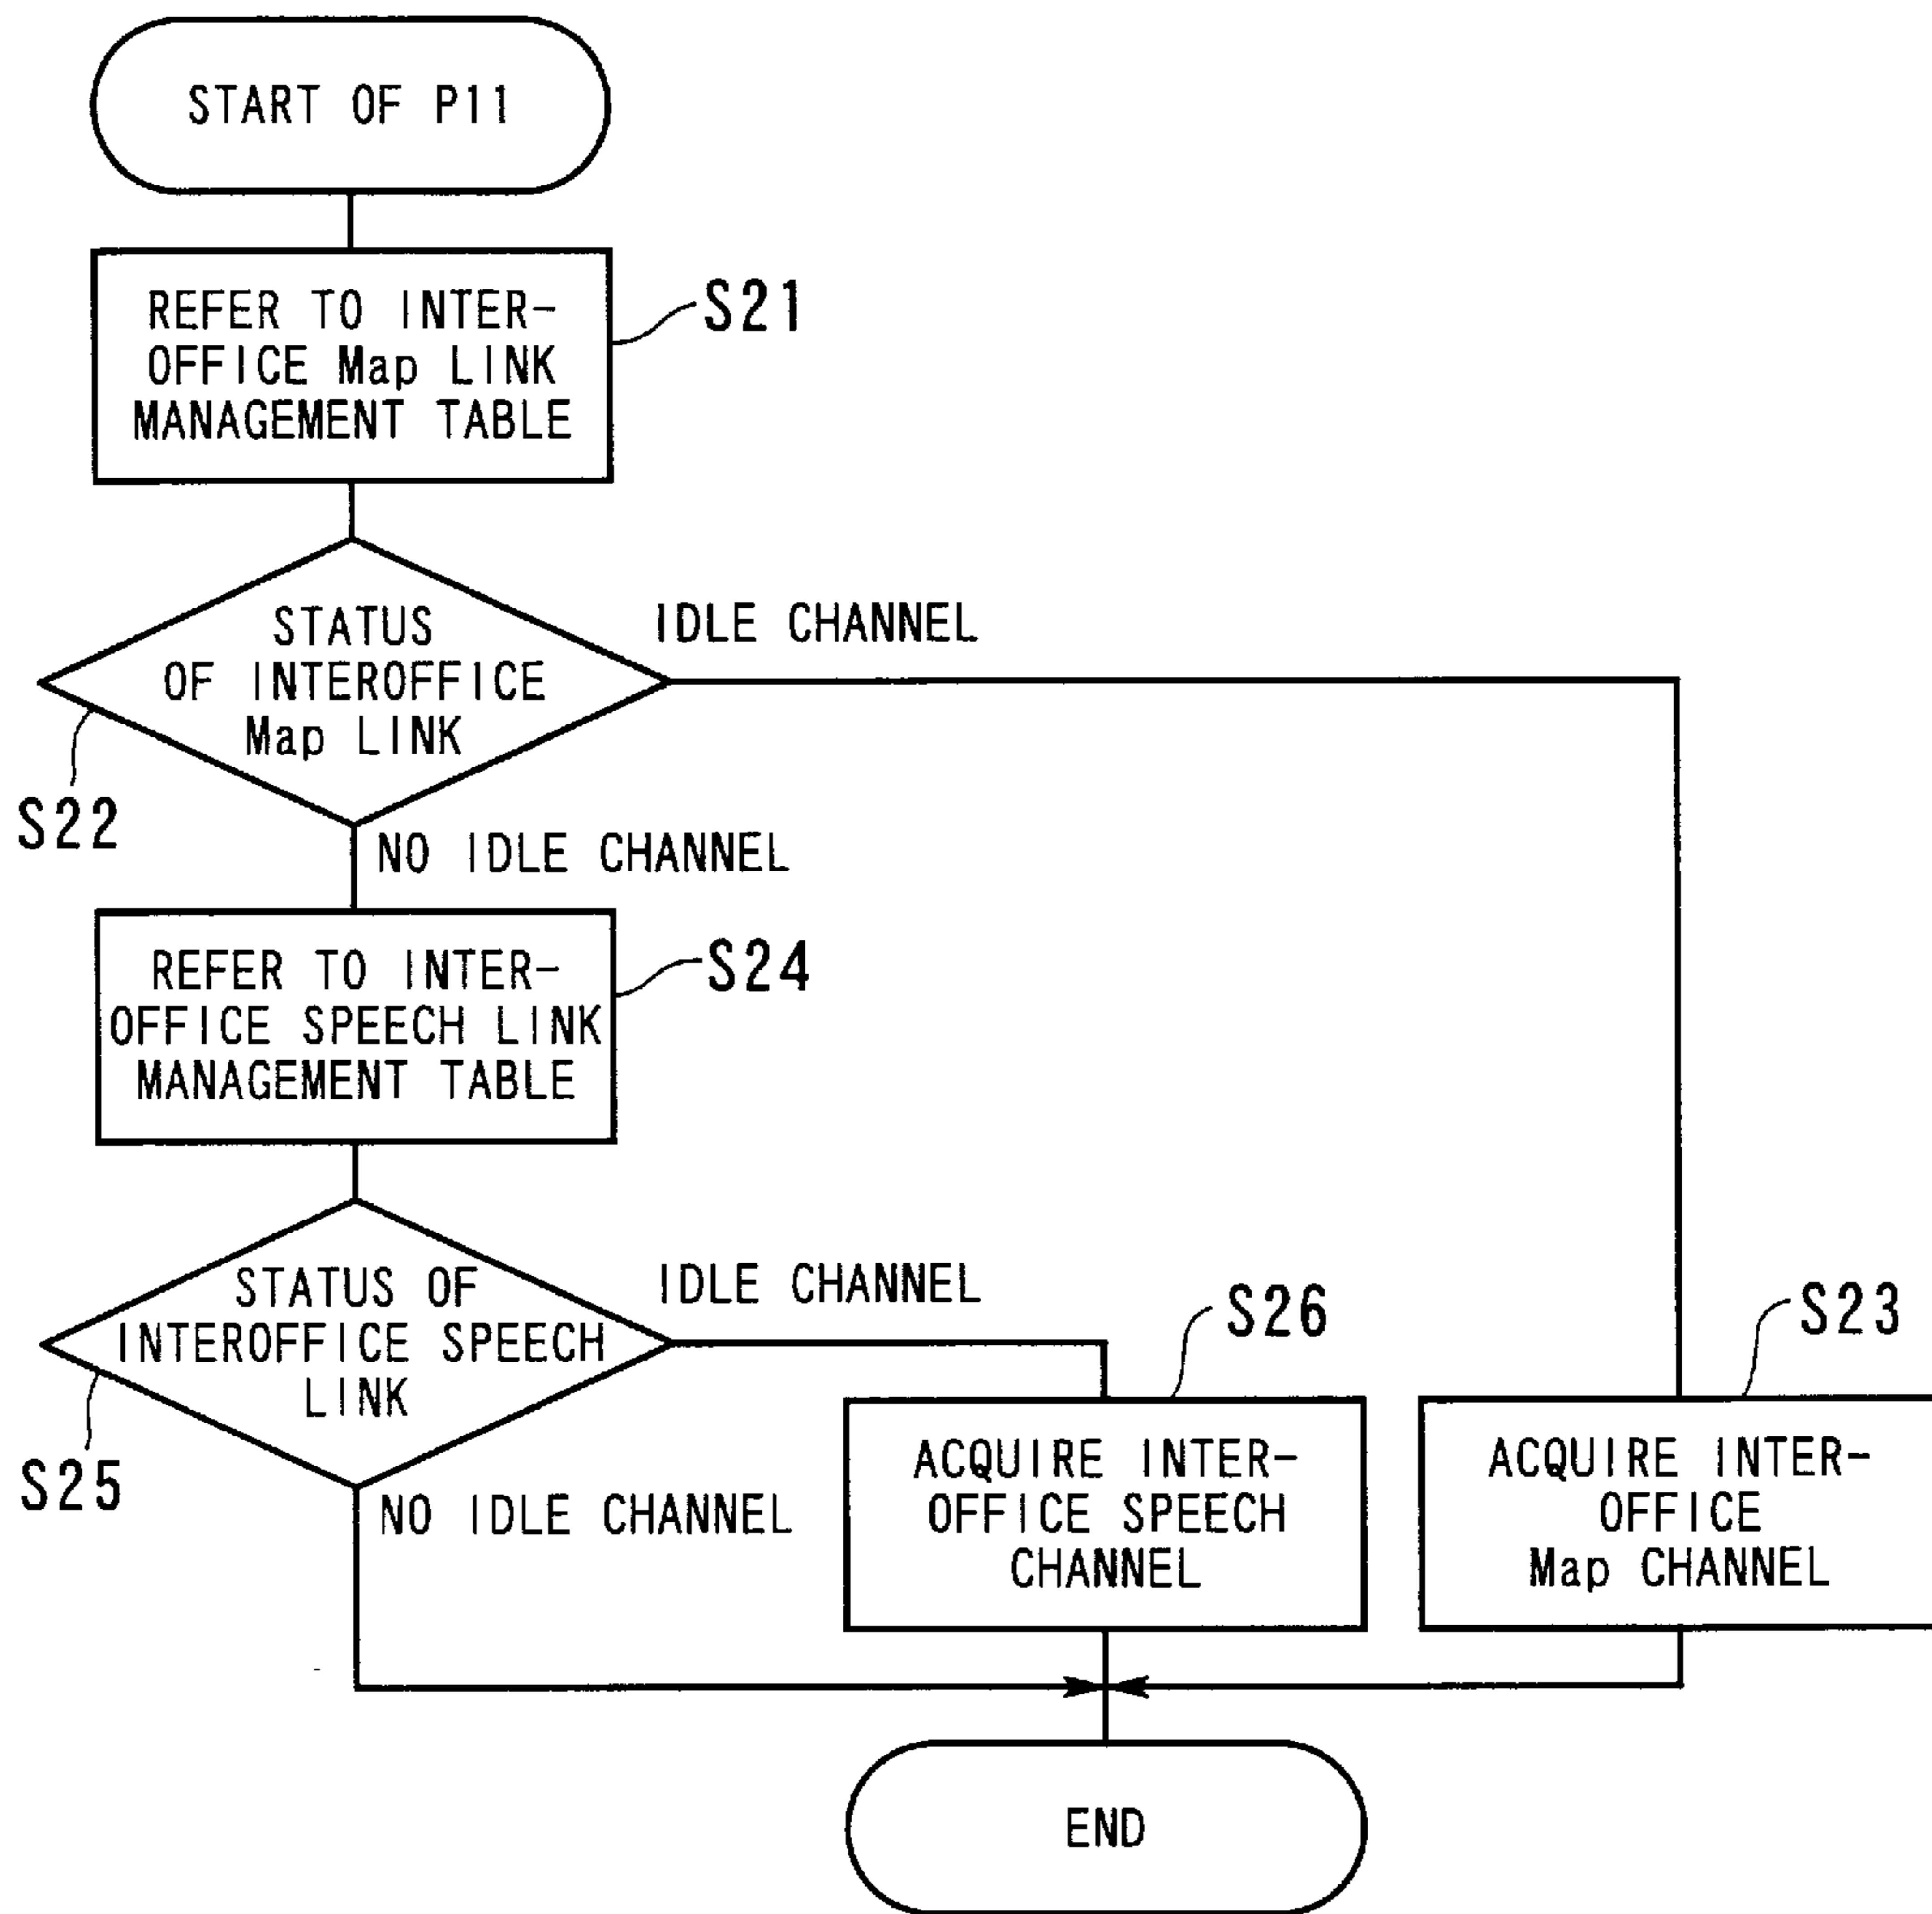 START OF P11
REFER TO INTER-
OFFICE Map LINK
MANAGEMENT TABLE
S21
STATUS
OF INTEROFFICE
Map LINK
IDLE CHANNEL
S22
NO IDLE CHANNEL
REFER TO INTER-
OFFICE SPEECH LINK
MANAGEMENT TABLE
S24
STATUS OF
INTEROFFICE SPEECH
LINK
IDLE CHANNEL
S25
NO IDLE CHANNEL
S26
ACQUIRE INTER-
OFFICE SPEECH
CHANNEL
S23
ACQUIRE INTER-
OFFICE
Map CHANNEL
END